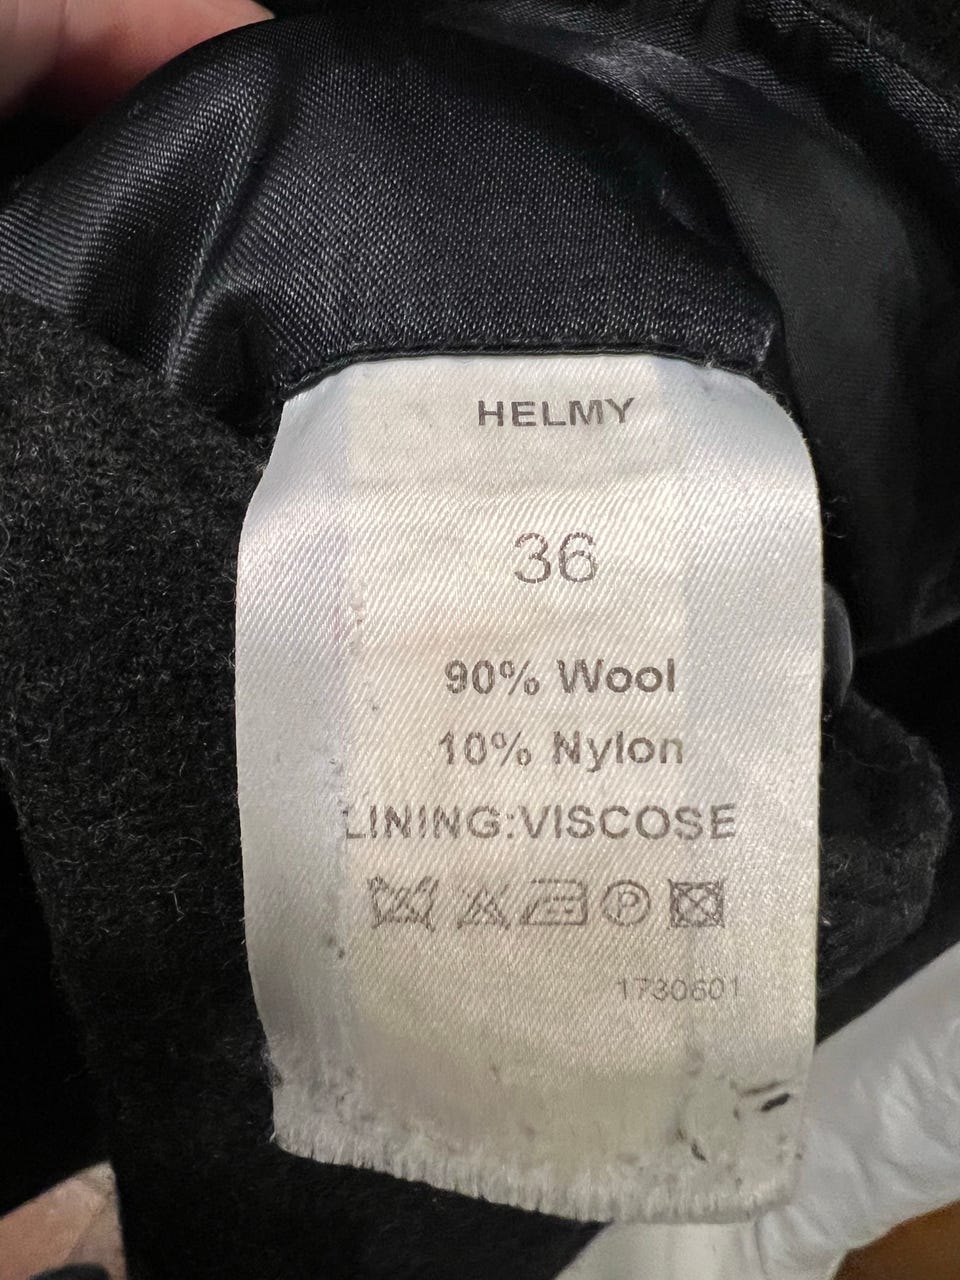 HELMY
36
90% Wool
10% Nylon
LINING:VISCOSE
P
1730601